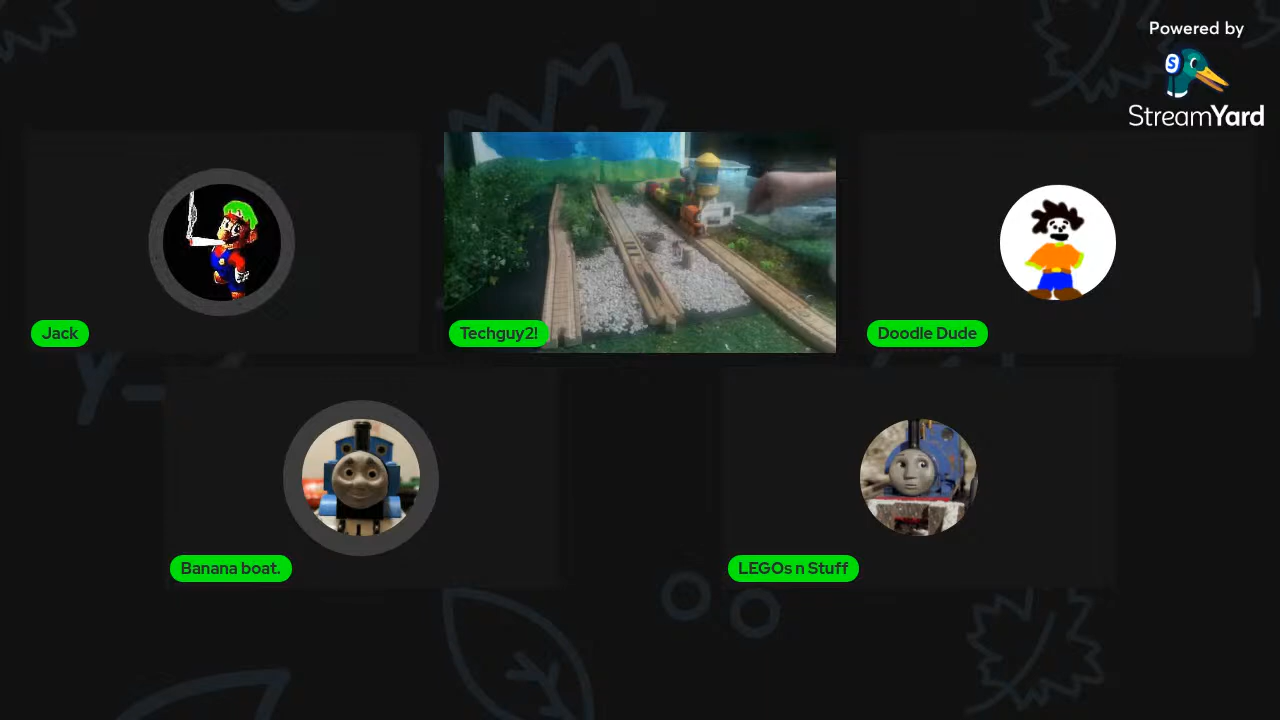 Powered by
StreamYard
Jack
Techguy2!
Doodle Dude
Banana boat.
LEGOs n Stuff